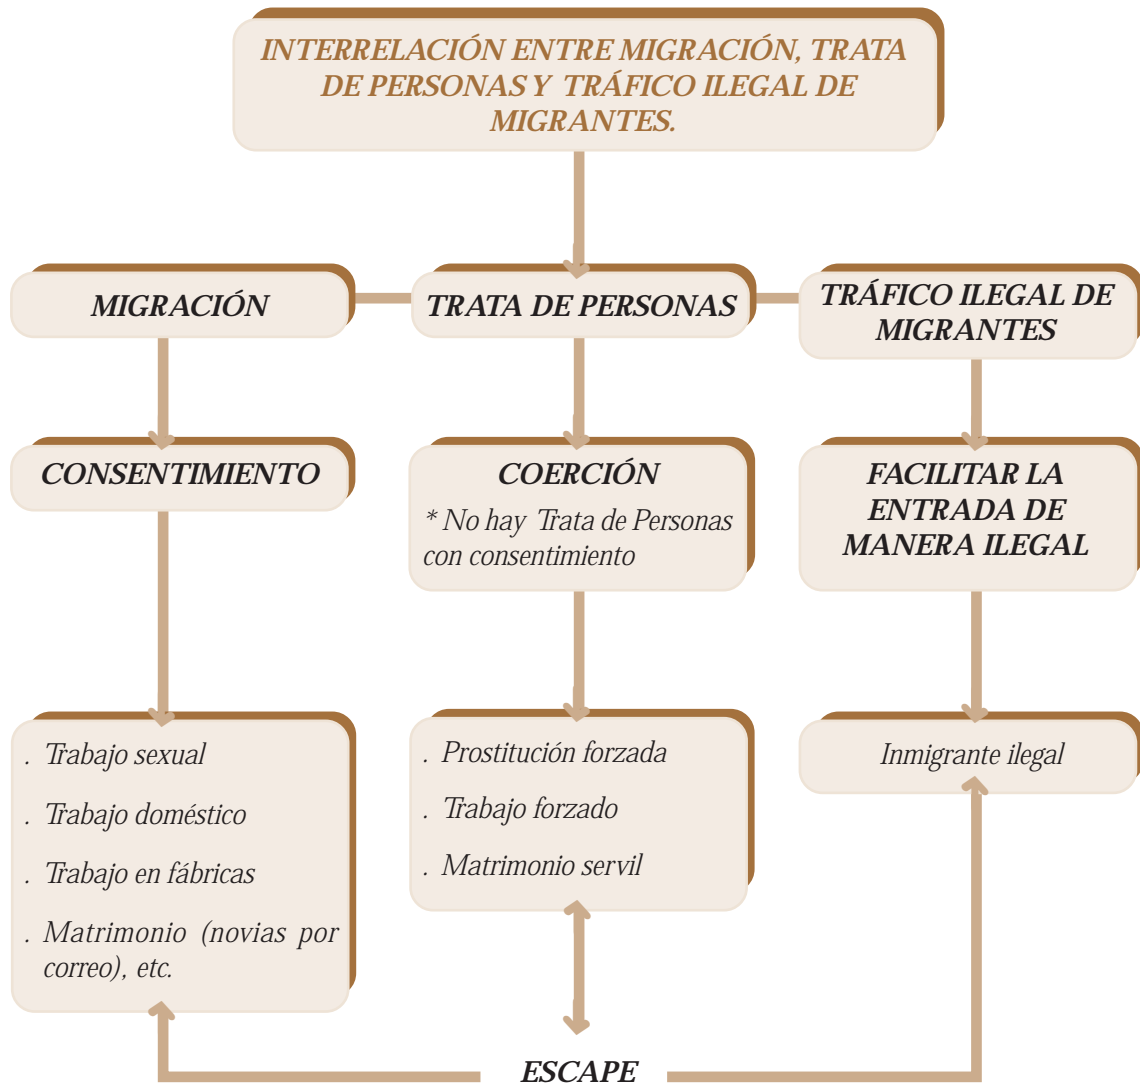 INTERRELACIÓN ENTRE MIGRACIÓN, TRATA
DE PERSONAS Y TRÁFICO ILEGAL DE
MIGRANTES.
MIGRACIÓN
TRATA DE PERSONAS
TRÁFICO ILEGAL DE
MIGRANTES
CONSENTIMIENTO
COERCIÓN
* No hay Trata de Personas
con consentimiento
FACILITAR LA
ENTRADA DE
MANERA ILEGAL
. Trabajo sexual
. Trabajo doméstico
. Trabajo en fábricas
. Matrimonio (novias por
correo), etc.
. Prostitución forzada
. Trabajo forzado
. Matrimonio servil
Inmigrante ilegal
ESCAPE